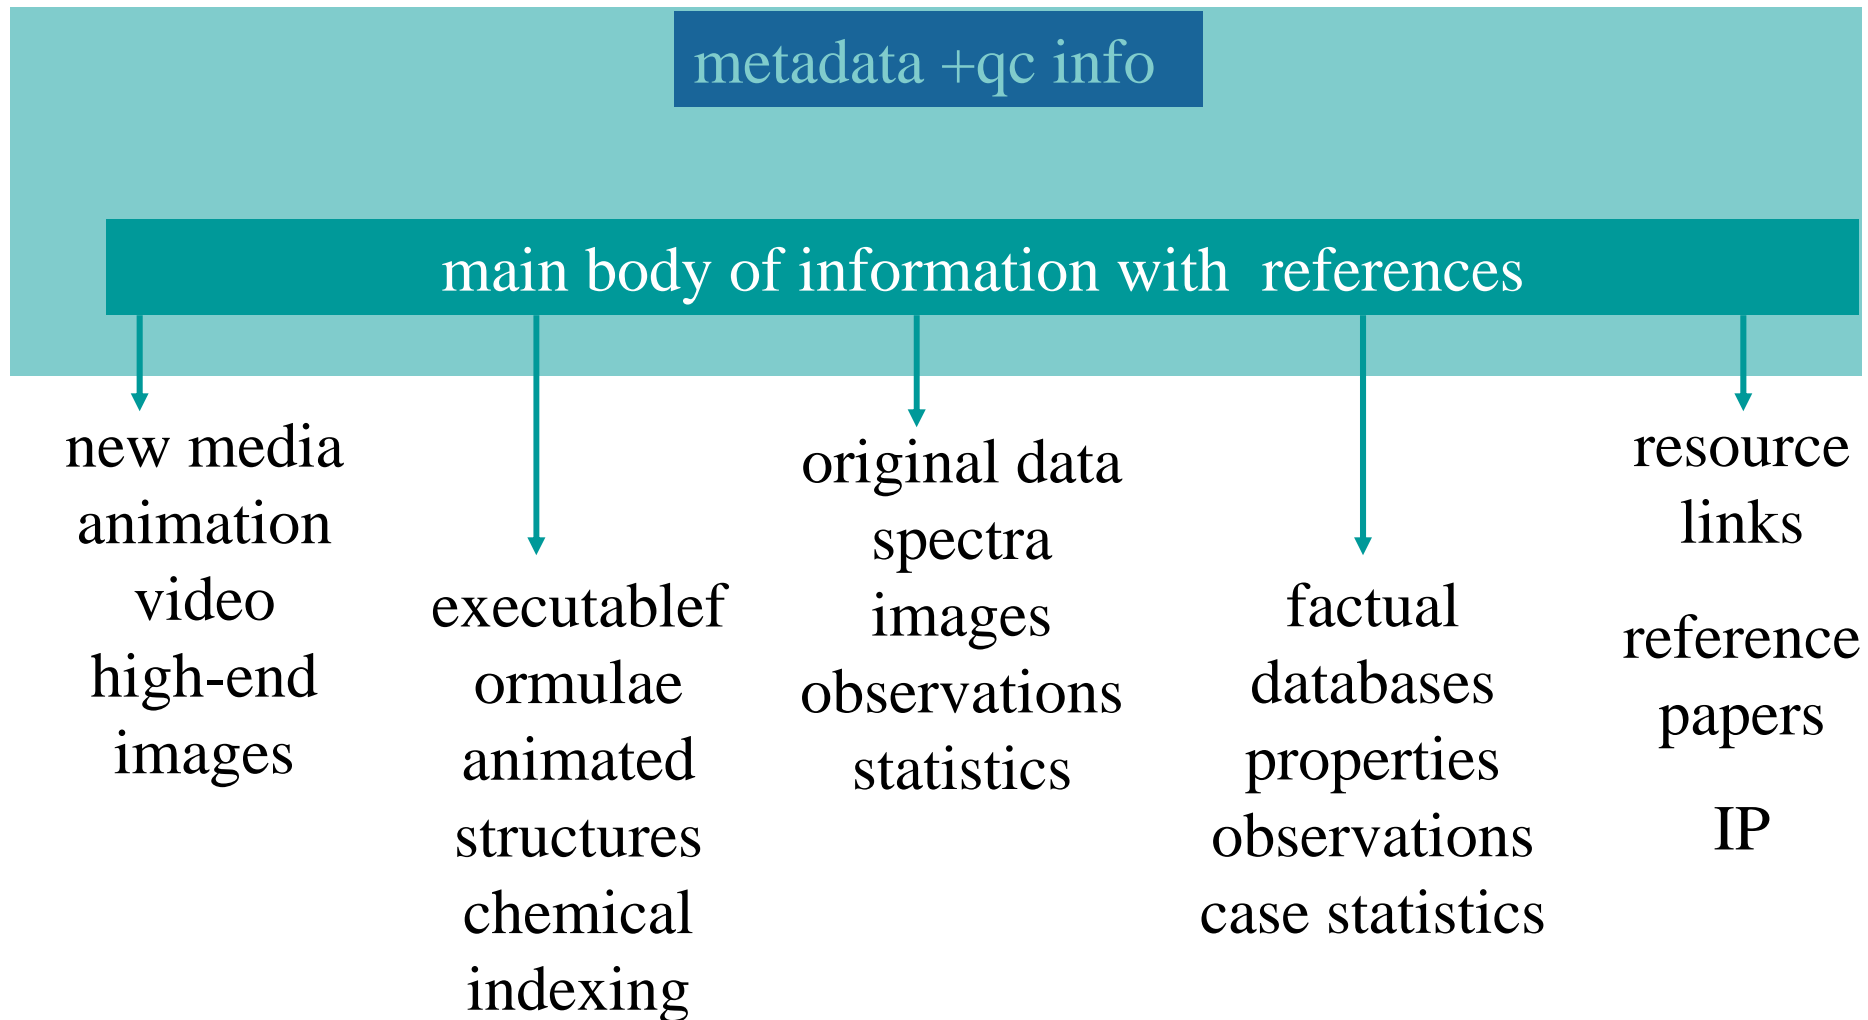 metadata +qc info
main body of information with  references
new media
animation
video
high-end
images
executablef
ormulae
animated
structures
chemical
indexing
original data
spectra
images
observations
statistics
factual
databases
properties
observations
case statistics
resource
links
reference
papers
IP